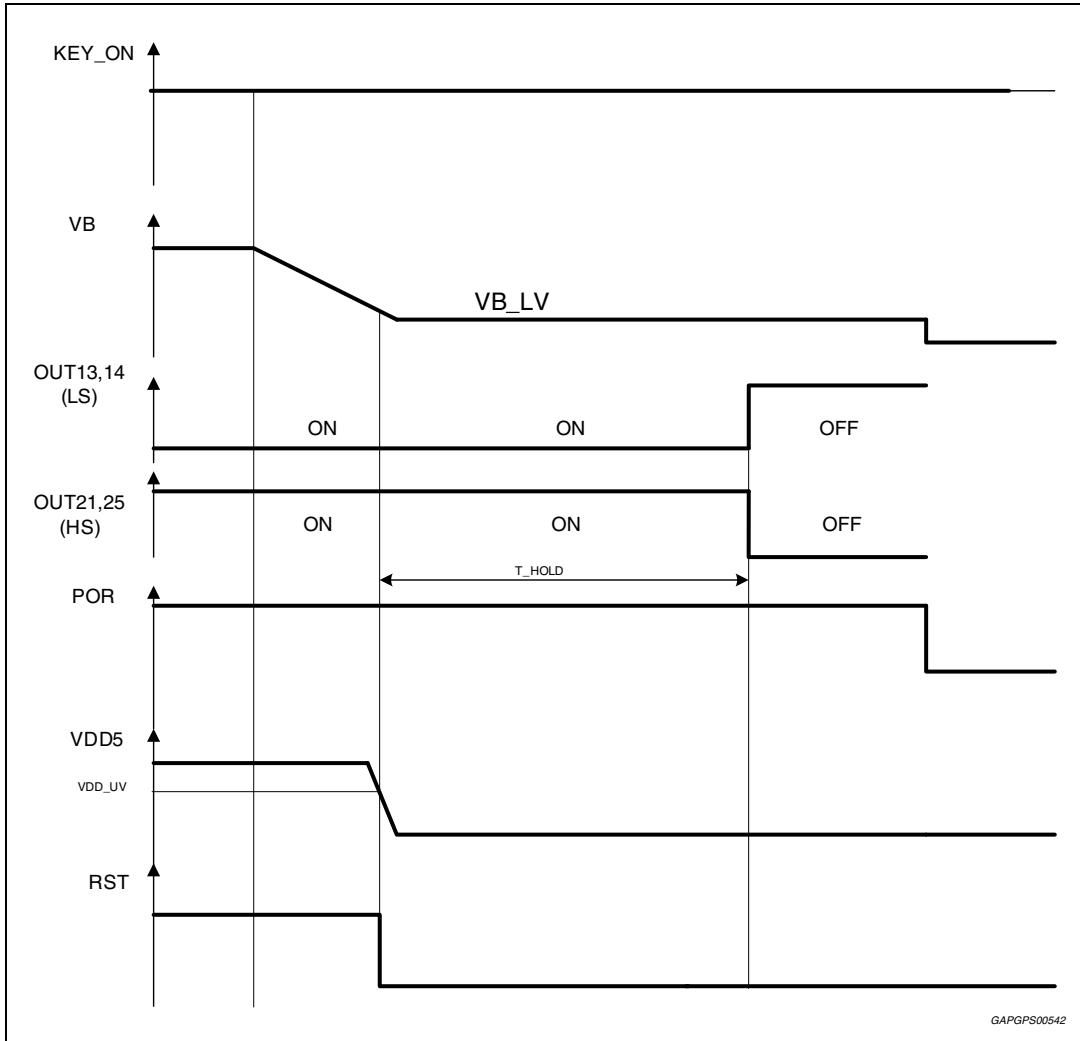 KEY_ON
VB
VB_LV
OUT13,14
(LS)
ON
ON
OFF
OUT21,25
(HS)
ON
ON
OFF
T_HOLD
POR
VDD5
VDD_UV
RST
GAPGPS00542